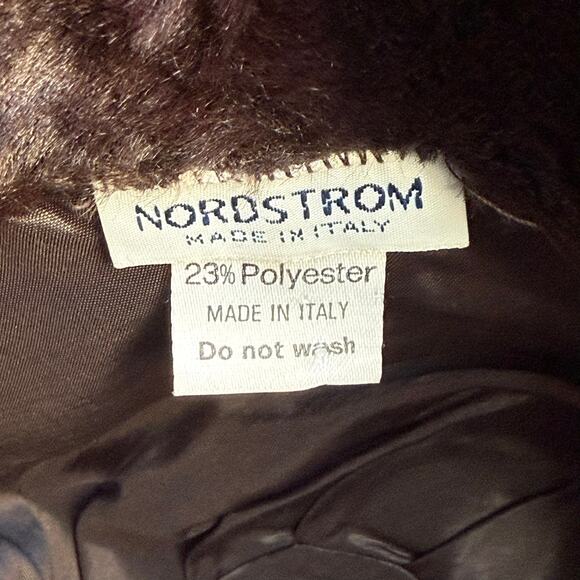 NORDSTROM
MADE IN ITALY
23% Polyester
MADE IN ITALY
Do not wash